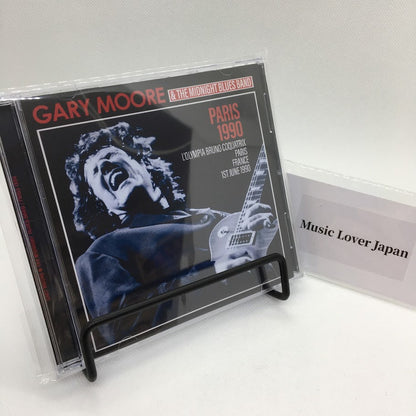 GARY MOORE & THE MIDNIGHT BLUES BAND
PARIS
1990
L'OLYMPIA BRUNO COQUATRIX
PARIS
FRANCE
1ST JUNE 1990
Music Lover Japan